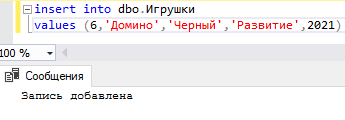 insert into dbo.Игрушки
values (6,'Домино','Черный','Развитие',2021)
100 %
Сообщения
Запись добавлена